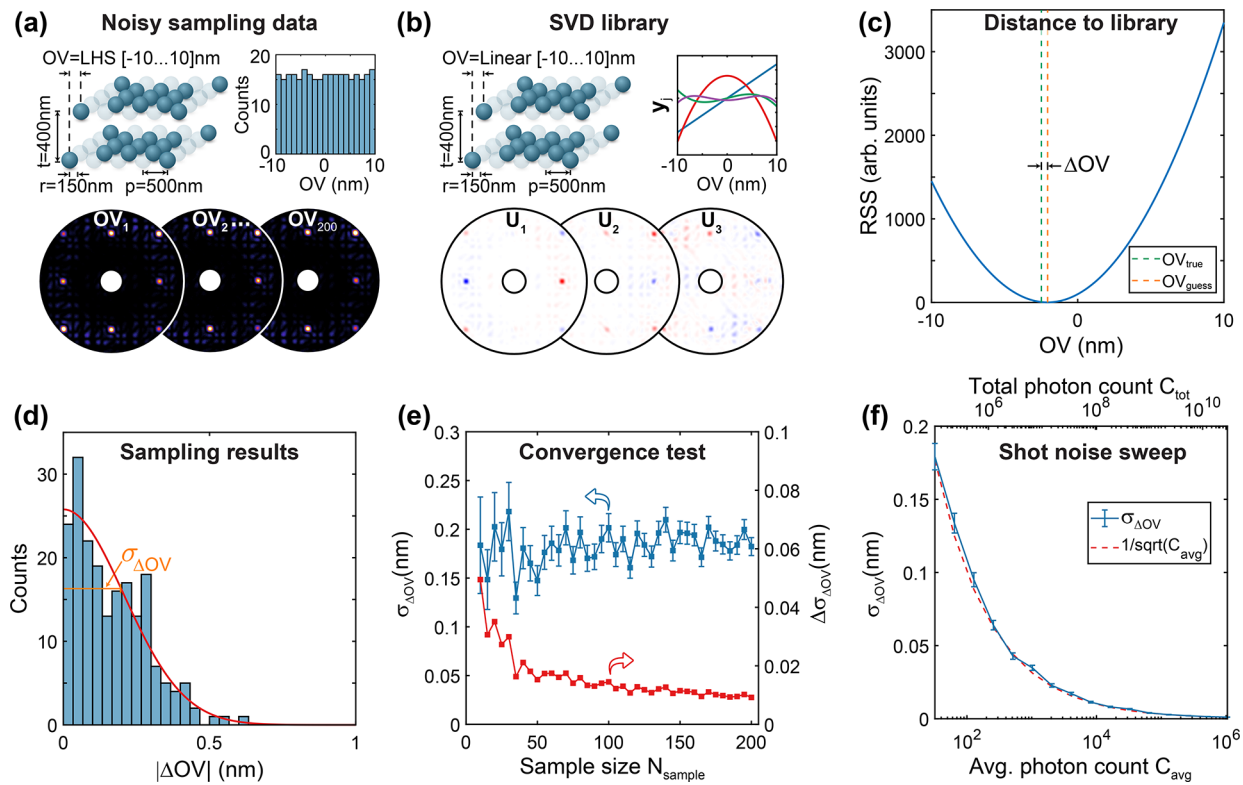 (a) Noisy sampling data
OV=LHS [-10...10]nm
t=400nm
r=150nm
p=500nm
Counts
20
15
10
5
0
-10 0 10
OV (nm)
OV1
OV2...
OV200
(b) SVD library
OV=Linear [-10...10]nm
t=400nm
r=150nm
p=500nm
yj
-10 0 10
OV (nm)
U1
U2
U3
(c) Distance to library
RSS (arb. units)
3500
3000
2000
1000
0
ΔOV
OVtrue
OVguess
-10 0 10
OV (nm)
(d) Sampling results
Counts
30
20
10
0
σΔOV
0 0.5 1
|ΔOV| (nm)
(e) Convergence test
σΔOV(nm)
0.3
0.25
0.2
0.15
0.1
0.05
0
ΔσΔOV(nm)
0.1
0.08
0.06
0.04
0.02
0
0 50 100 150 200
Sample size Nsample
(f) Shot noise sweep
Total photon count Ctot
10^6 10^8 10^10
σΔOV(nm)
0.2
0.15
0.1
0.05
0
σΔOV
1/sqrt(Cavg)
10^2 10^4 10^6
Avg. photon count Cavg